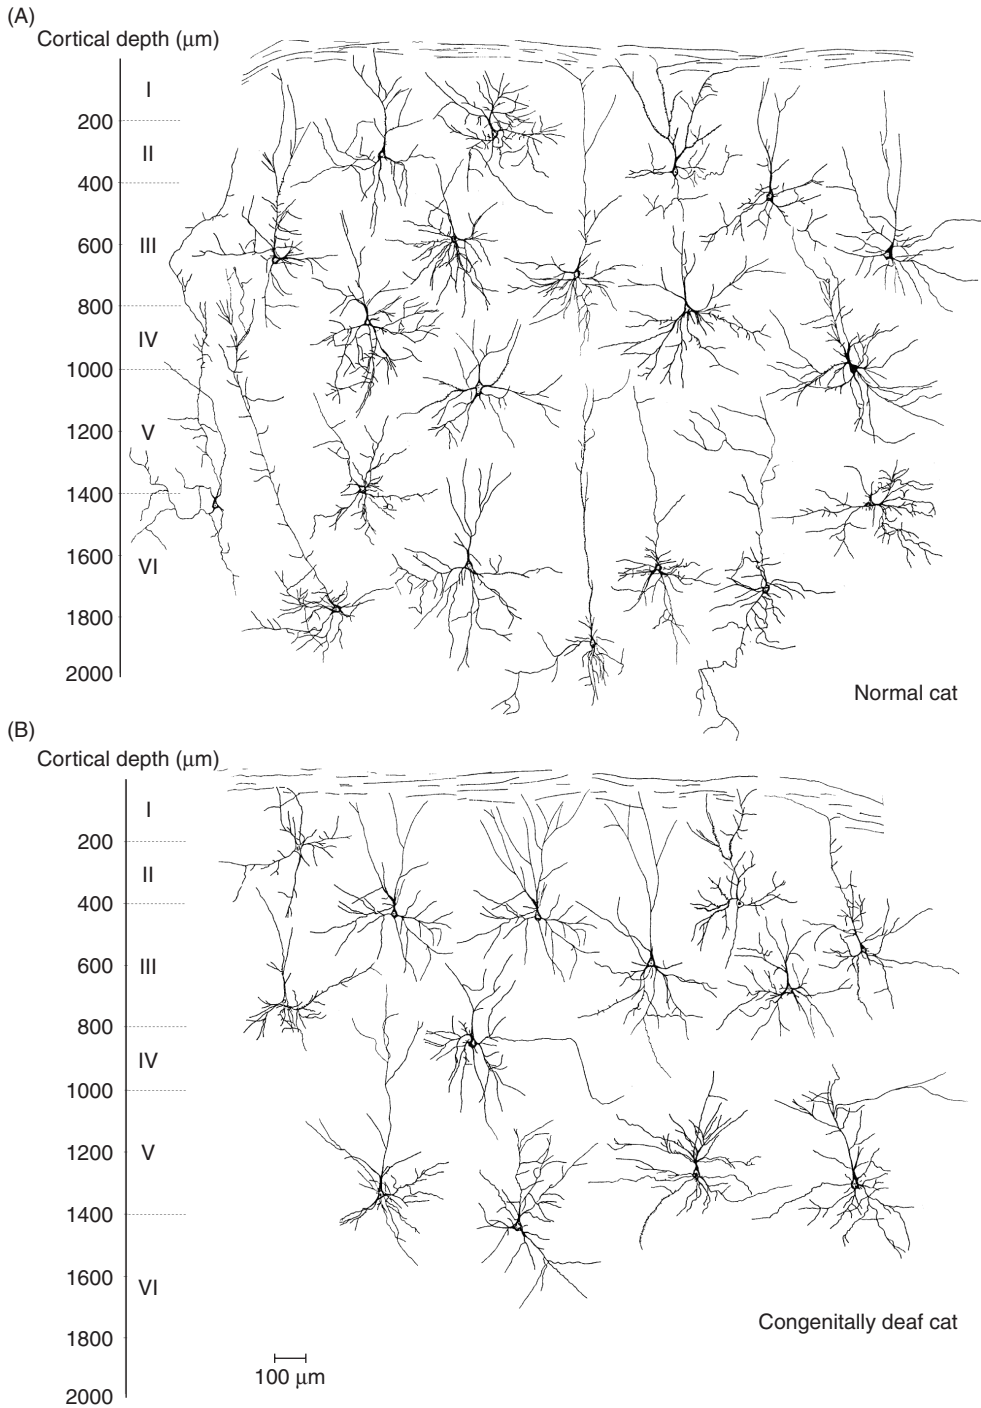 (A)
Cortical depth (μm)
I
200
II
400
600
III
800
IV
1000
1200
V
1400
1600
VI
1800
2000
Normal cat
(B)
Cortical depth (μm)
I
200
II
400
600
III
800
IV
1000
1200
V
1400
1600
VI
Congenitally deaf cat
1800
100 μm
2000